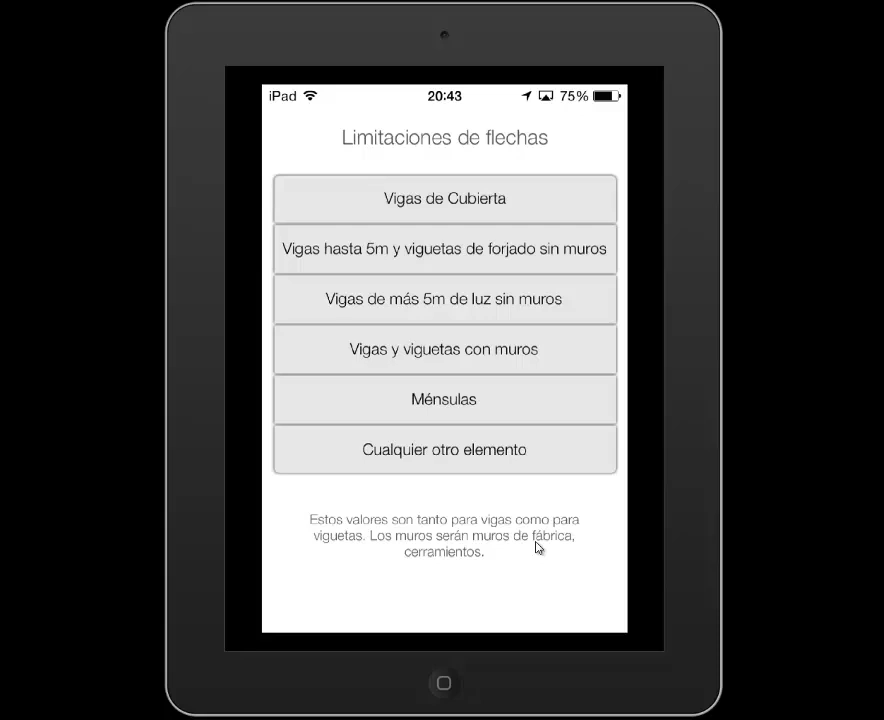 iPad 20:43 75%
Limitaciones de flechas
Vigas de Cubierta
Vigas hasta 5m y viguetas de forjado sin muros
Vigas de más 5m de luz sin muros
Vigas y viguetas con muros
Ménsulas
Cualquier otro elemento
Estos valores son tanto para vigas como para
viguetas. Los muros serán muros de fábrica,
cerramientos.